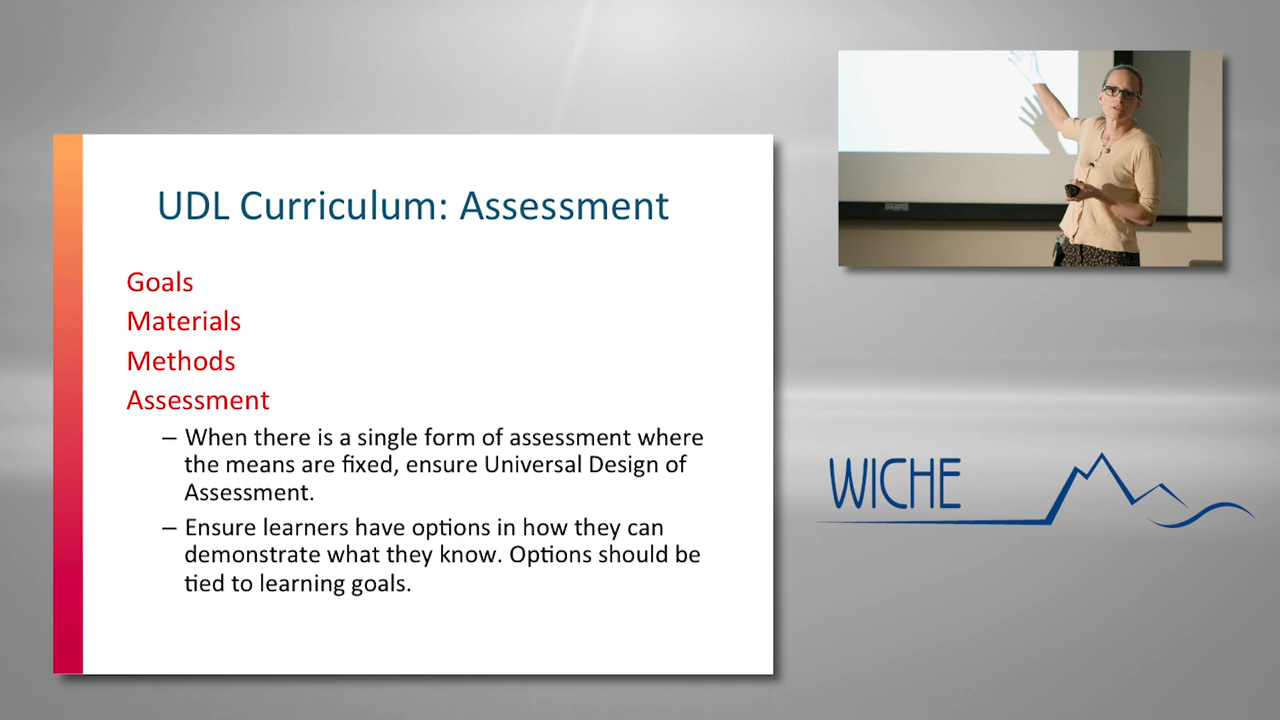 UDL Curriculum: Assessment
Goals
Materials
Methods
Assessment
– When there is a single form of assessment where
the means are fixed, ensure Universal Design of
Assessment.
– Ensure learners have options in how they can
demonstrate what they know. Options should be
tied to learning goals.
WICHE